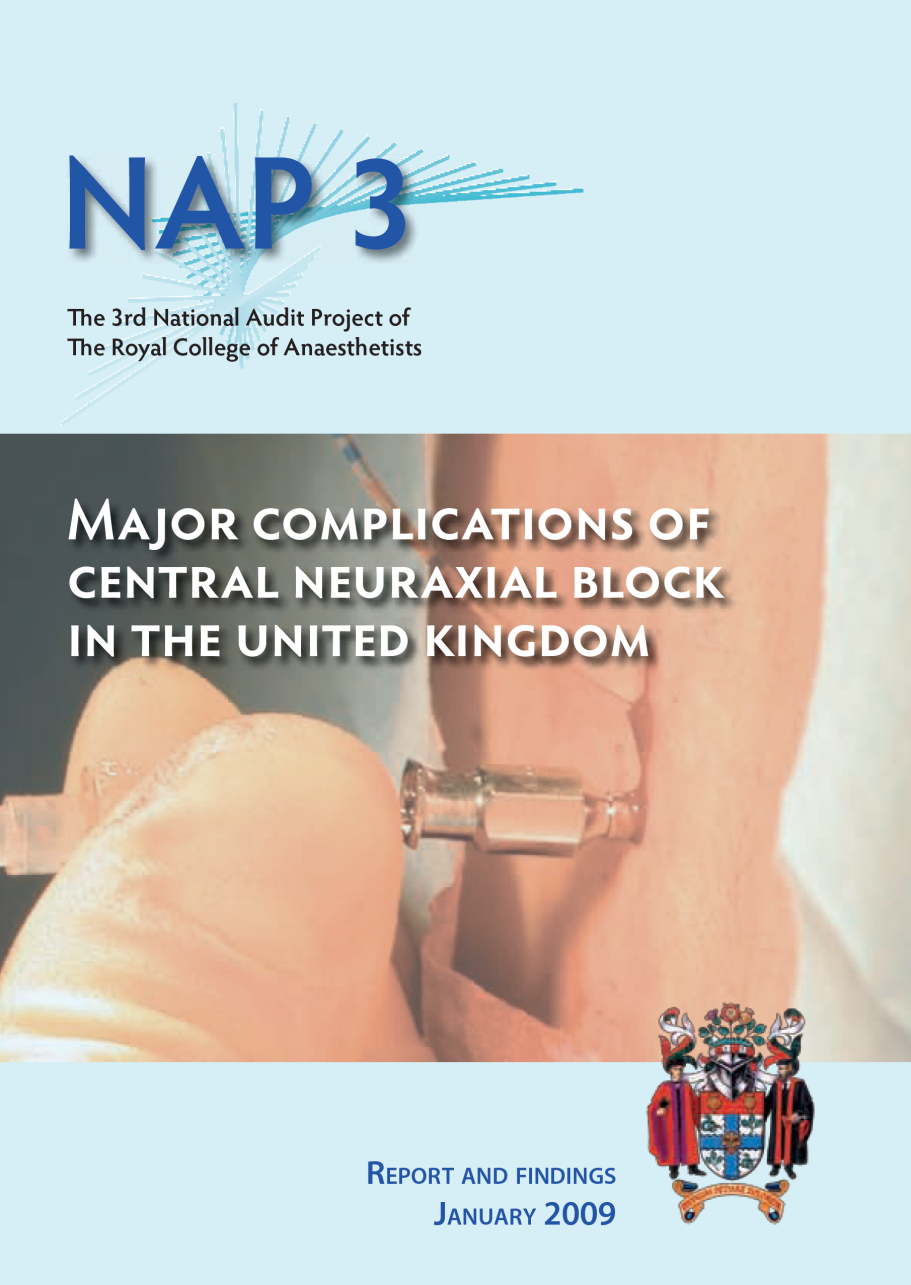 NAP 3
The 3rd National Audit Project of
The Royal College of Anaesthetists
Major complications of
central neuraxial block
in the united kingdom
Report and findings
January 2009